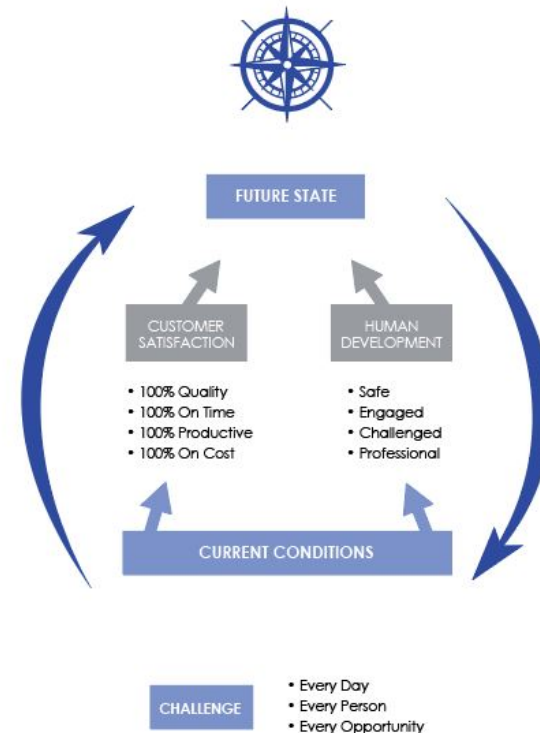 FUTURE STATE
CUSTOMER
SATISFACTION
• 100% Quality
• 100% On Time
• 100% Productive
• 100% On Cost
HUMAN
DEVELOPMENT
• Safe
• Engaged
• Challenged
• Professional
CURRENT CONDITIONS
CHALLENGE
• Every Day
• Every Person
• Every Opportunity